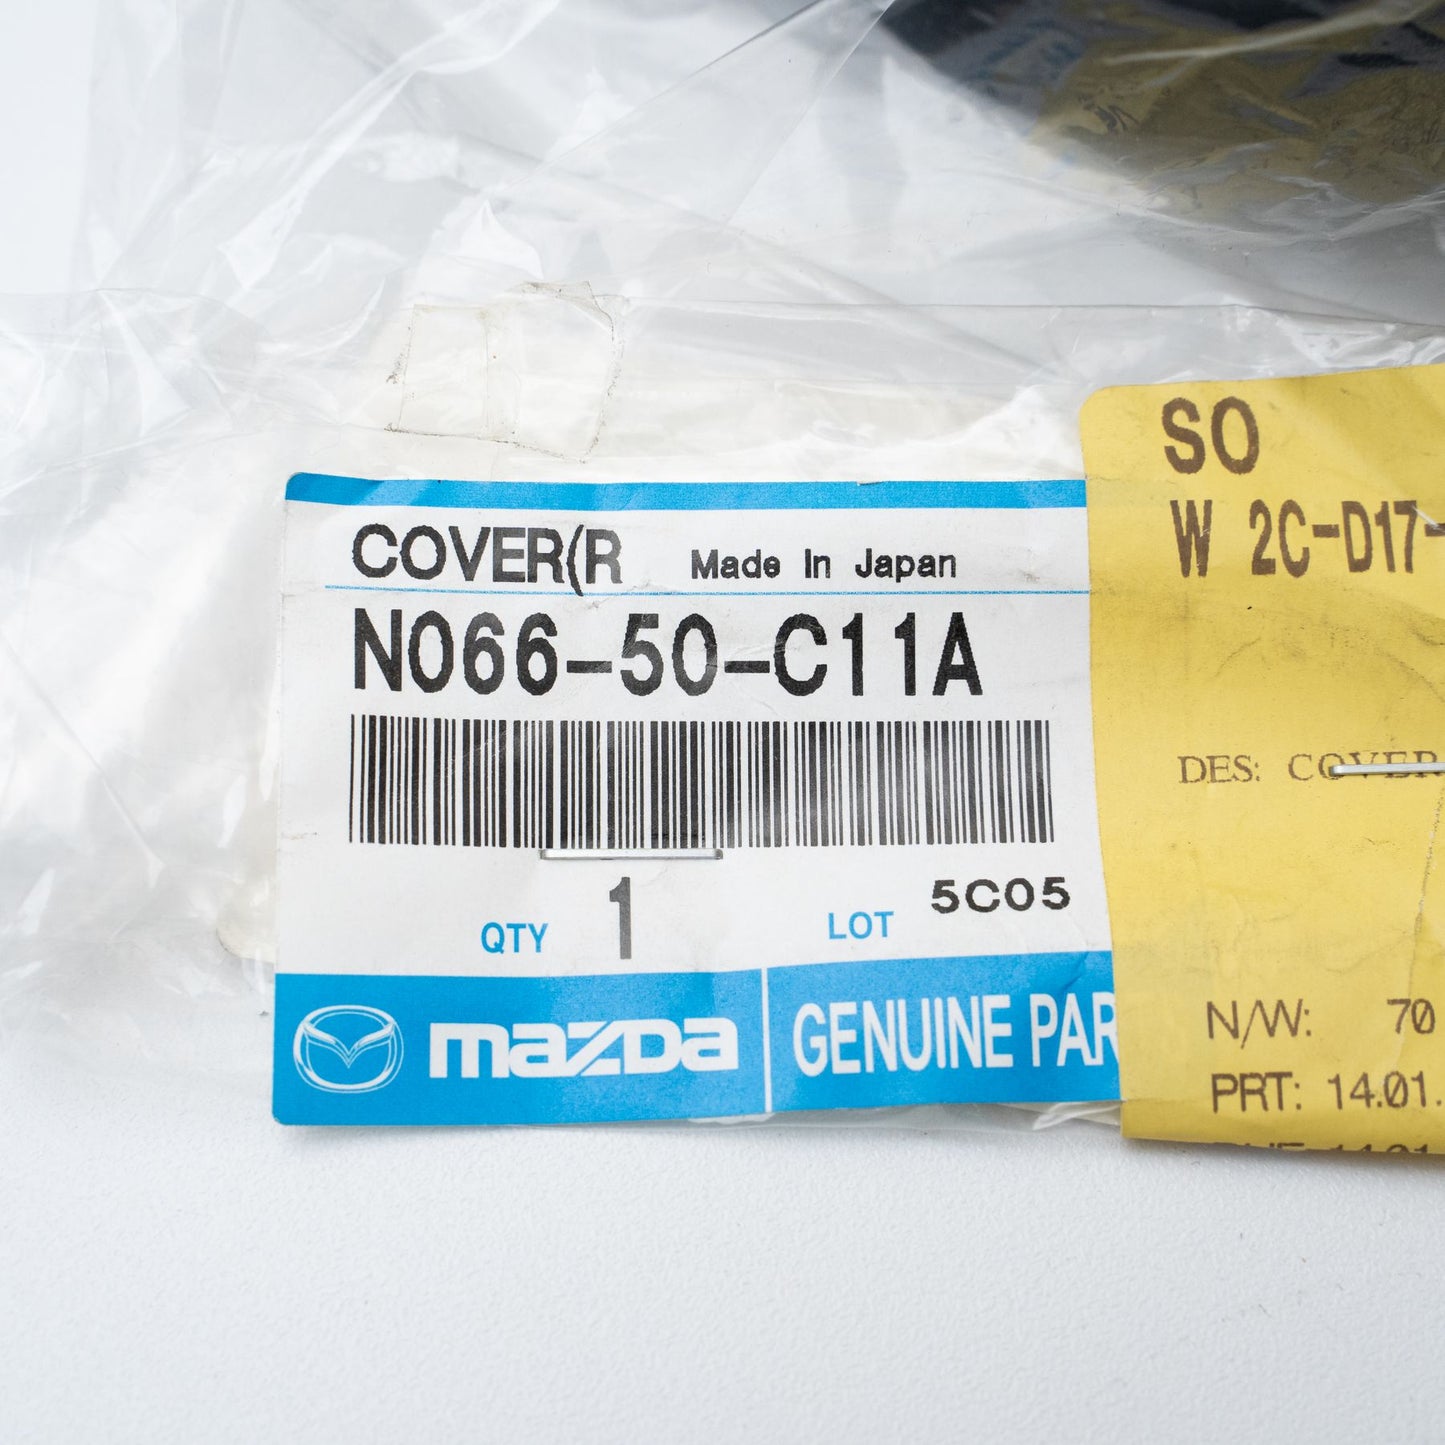 COVER(R Made In Japan
N066-50-C11A
QTY 1 LOT 5C05
mazda GENUINE PAR
SO
W 2C-D17-
DES: COVER
N/W: 70
PRT: 14.01.